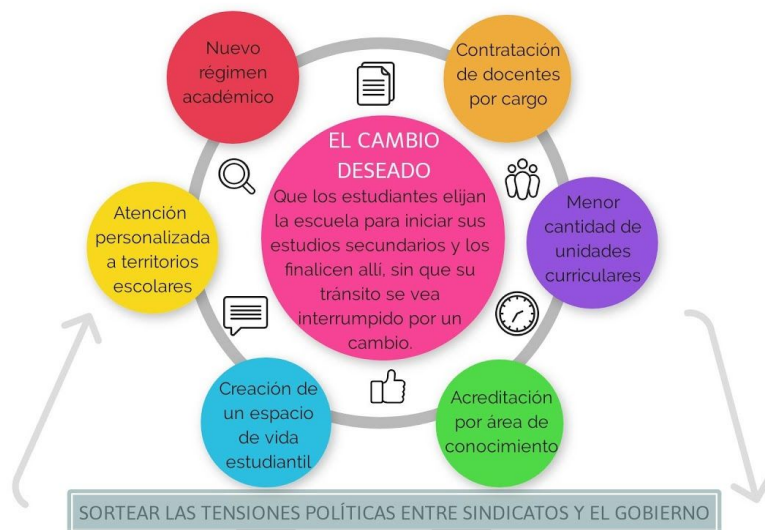 Nuevo
régimen
académico
Contratación
de docentes
por cargo
EL CAMBIO
DESEADO
Que los estudiantes elijan
la escuela para iniciar sus
estudios secundarios y los
finalicen allí, sin que su
tránsito se vea
interrumpido por un
cambio.
Atención
personalizada
a territorios
escolares
Menor
cantidad de
unidades
curriculares
Creación de
un espacio
de vida
estudiantil
Acreditación
por área de
conocimiento
SORTEAR LAS TENSIONES POLÍTICAS ENTRE SINDICATOS Y EL GOBIERNO